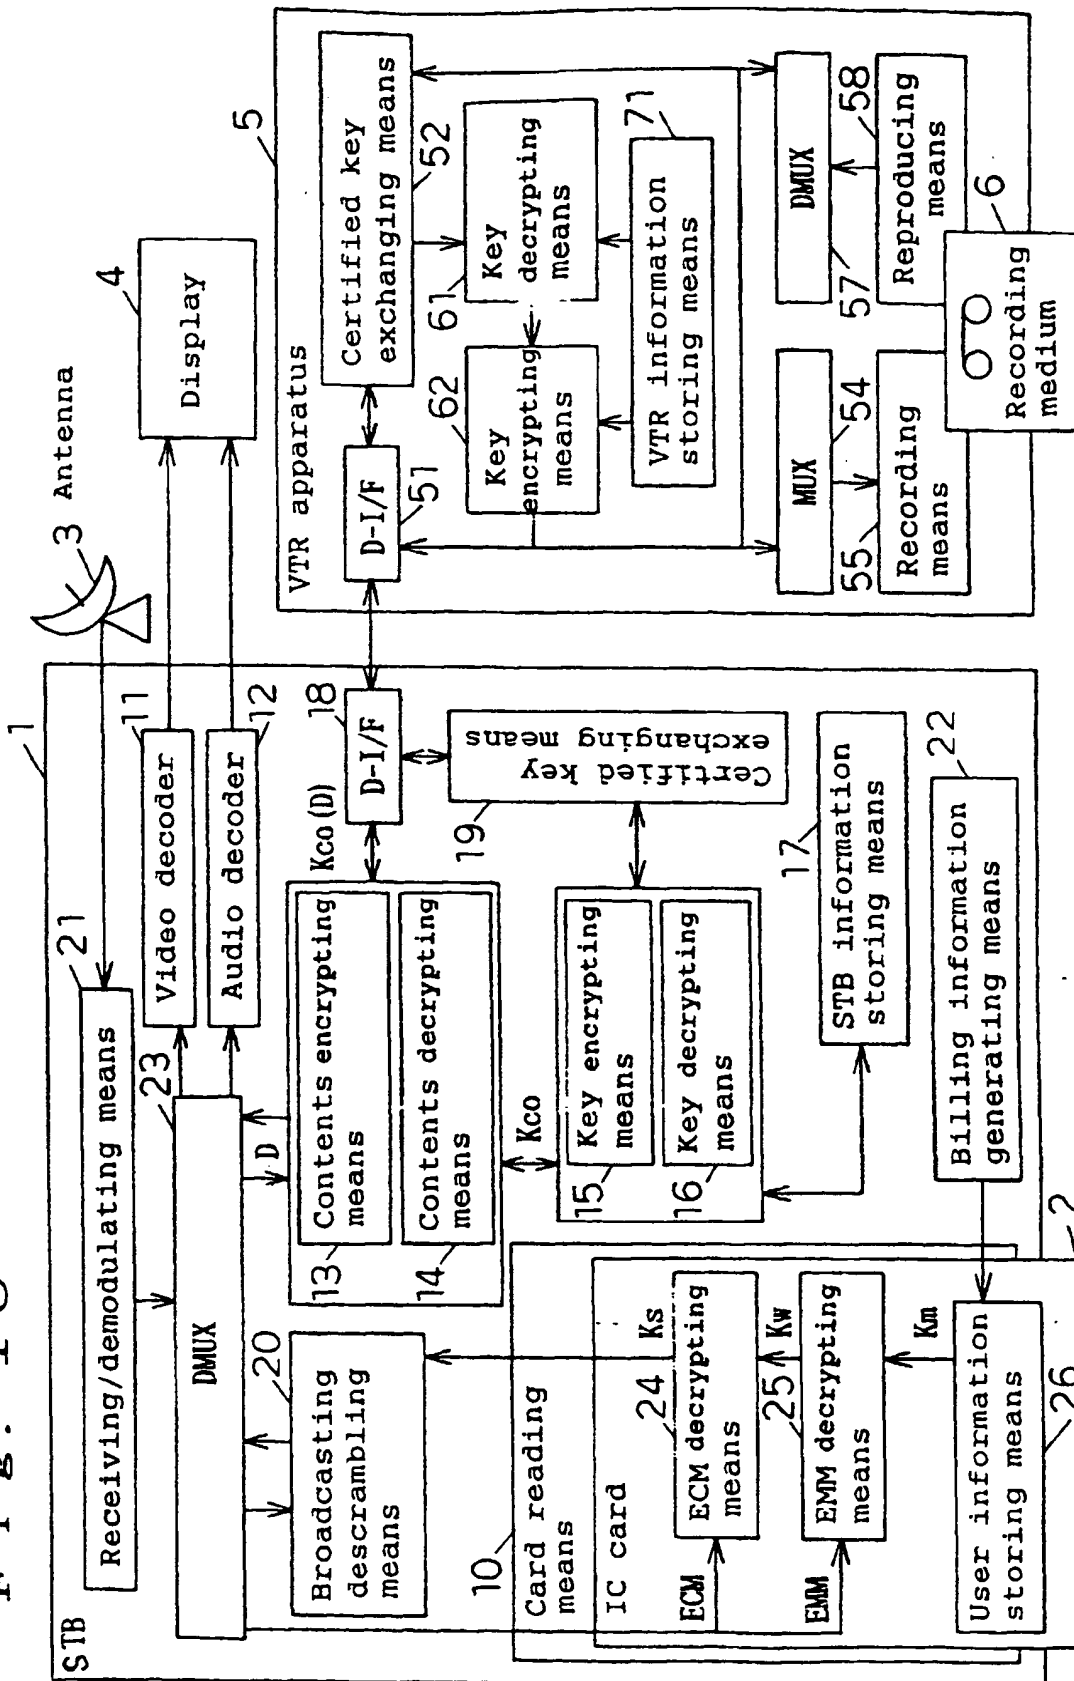 STB
1
Receiving/demodulating means
21
3 Antenna
DMUX
23
Video decoder
11
Audio decoder
12
4
Display
Broadcasting
descrambling
means
20
D
Contents encrypting
means
13
Contents decrypting
means
14
Kco(D)
D-I/F
18
Certified key
exchanging means
19
Kco
Key encrypting
means
15
Key decrypting
means
16
STB information
storing means
17
Billing information
generating means
22
10
Card reading
means
IC card
2
ECM
Ks
ECM decrypting
means
24
EMM
Kw
EMM decrypting
means
25
Km
User information
storing means
26
VTR apparatus
5
D-I/F
51
Certified key
exchanging means
52
Key
encrypting
means
62
Key
decrypting
means
61
VTR information
storing means
71
MUX
54
DMUX
57
Recording
means
55
Reproducing
means
58
Recording
medium
6